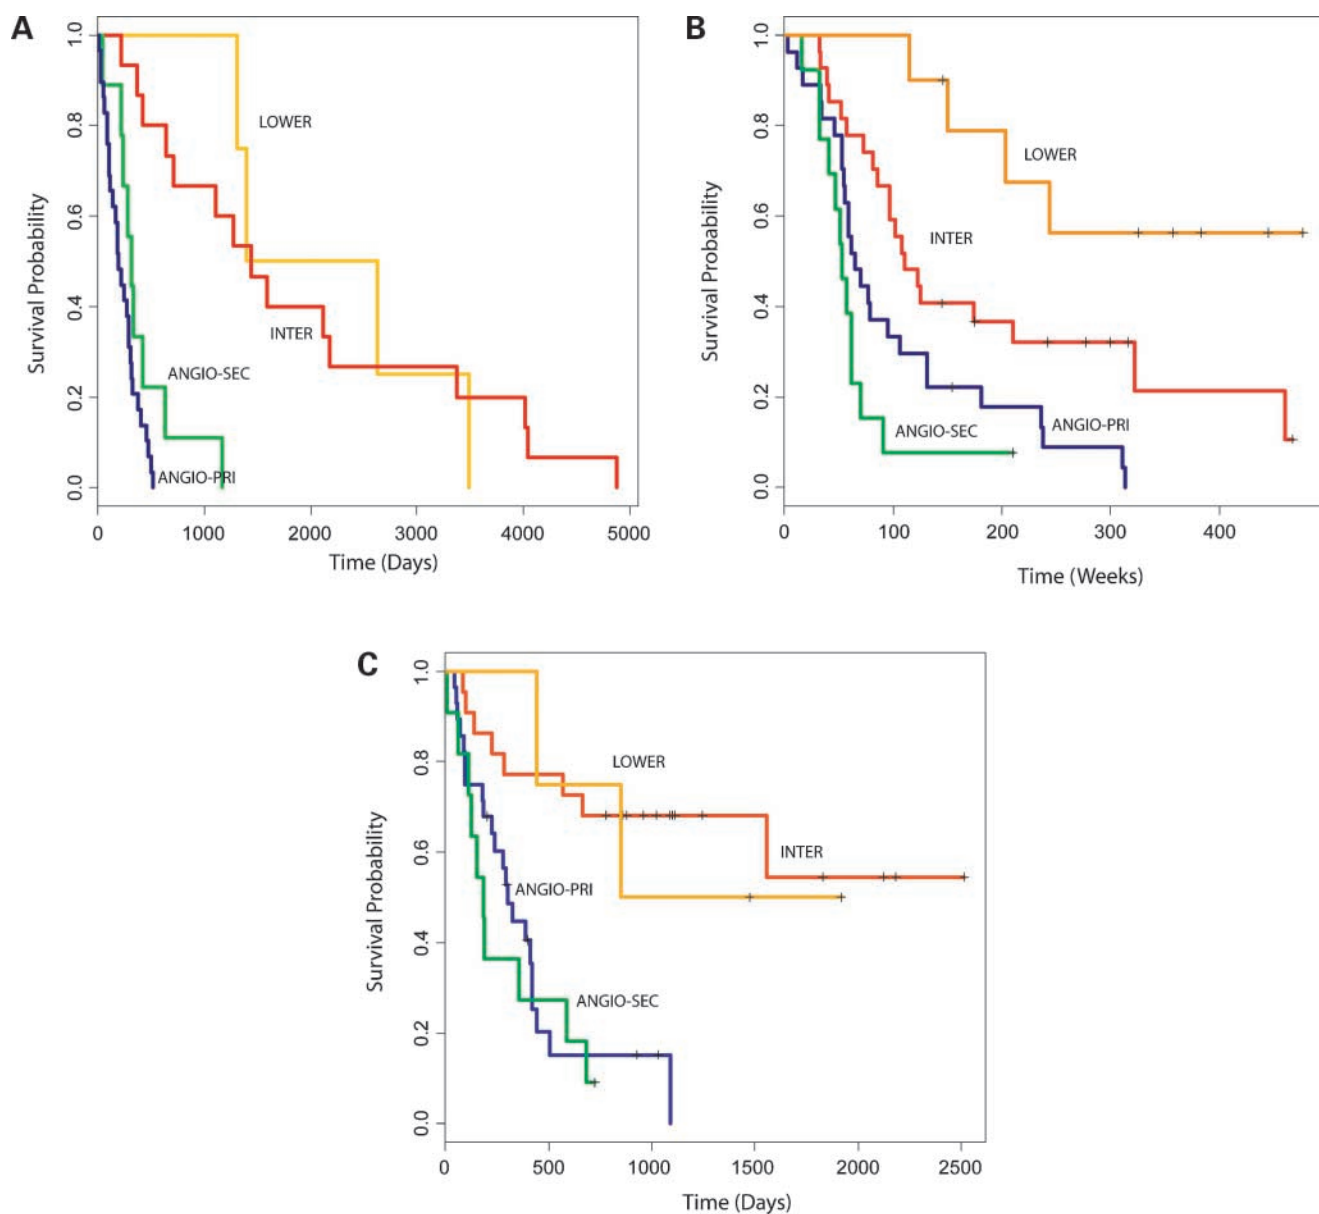 A
Survival Probability
1.0
0.8
0.6
0.4
0.2
0.0
LOWER
INTER
ANGIO-SEC
ANGIO-PRI
0 1000 2000 3000 4000 5000
Time (Days)
B
Survival Probability
1.0
0.8
0.6
0.4
0.2
0.0
LOWER
INTER
ANGIO-SEC
ANGIO-PRI
0 100 200 300 400
Time (Weeks)
C
Survival Probability
1.0
0.8
0.6
0.4
0.2
0.0
LOWER
INTER
ANGIO-PRI
ANGIO-SEC
0 500 1000 1500 2000 2500
Time (Days)